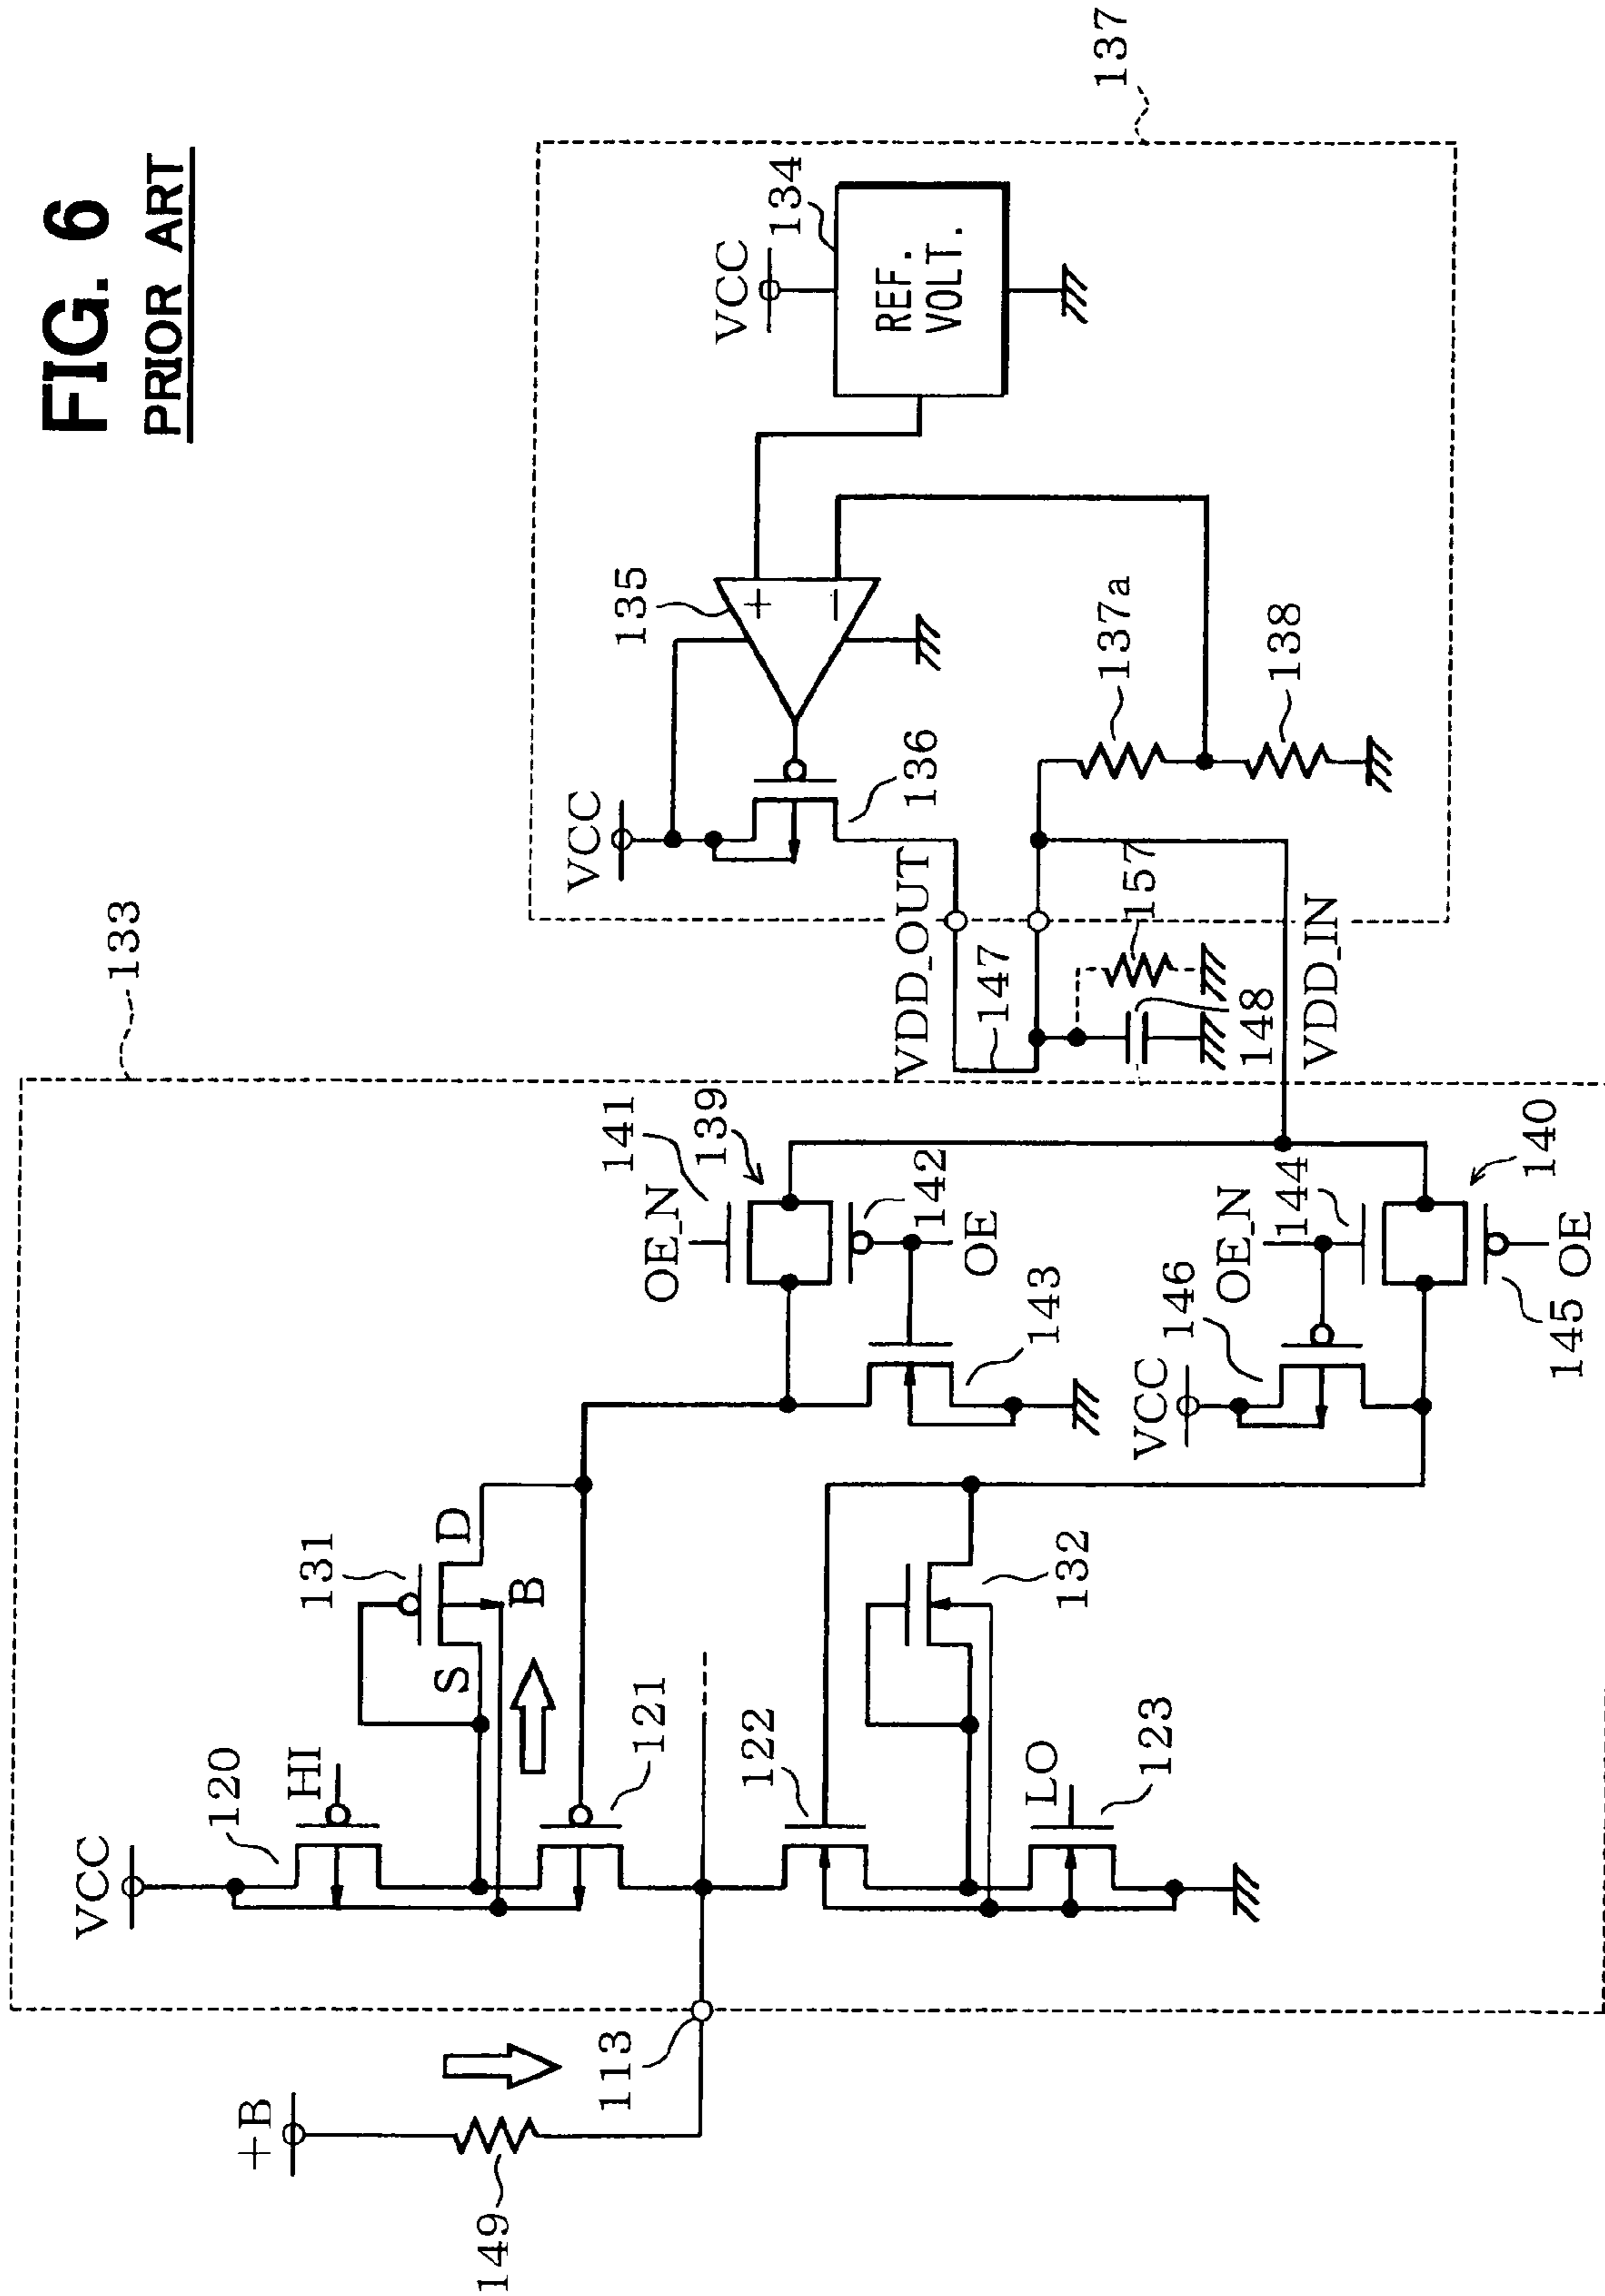 FIG. 6
PRIOR ART
133
137
VCC
120
HI
131
S
D
B
121
+B
149
113
122
132
LO
123
OE_N
141
139
142
OE
143
VCC
146
OE_N
144
140
145
OE
VDD_OUT
147
157
148
VDD_IN
VCC
136
135
+
−
137a
138
VCC
134
REF.
VOLT.